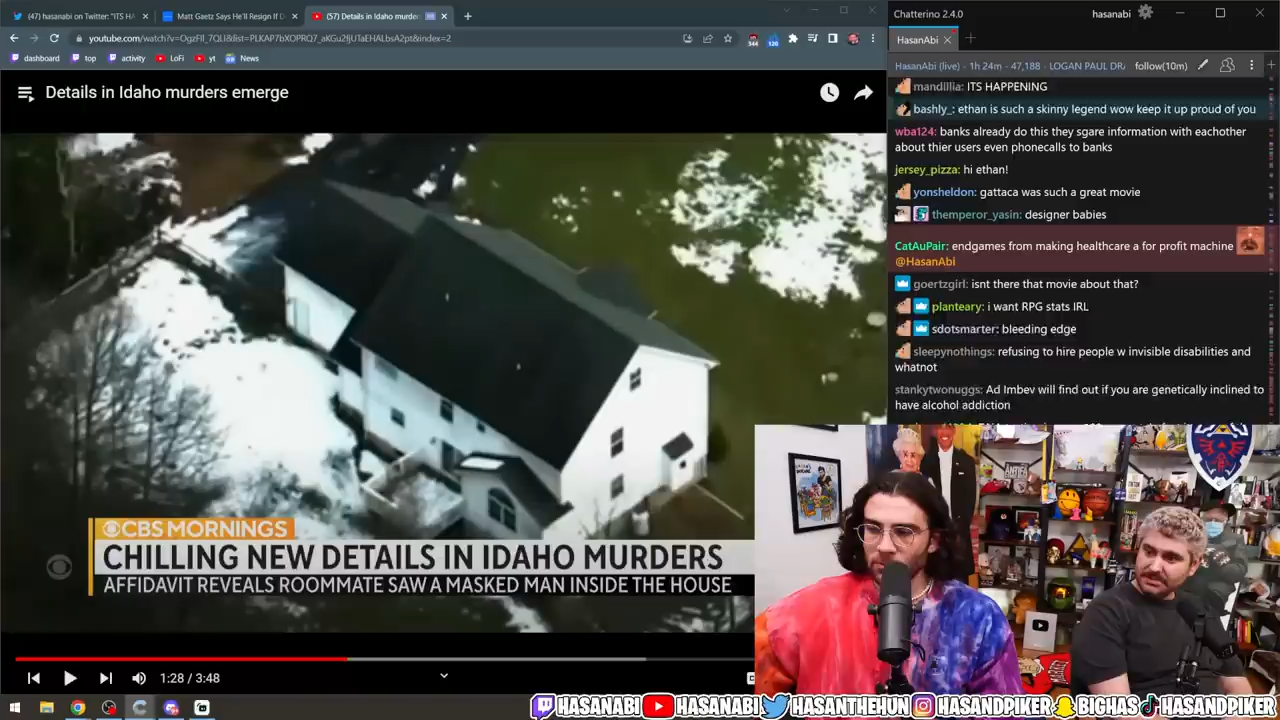 (47) hasanabi on Twitter: "ITS HA
Matt Gaetz Says He'll Resign If D
(57) Details in Idaho murder
youtube.com/watch?v=OgzFll_7QLI&dist=PLKAP7bXOPRQ7_aKGu2fjUTaEHALbsA2pt&index=2
dashboard
top
activity
LoFi
yt
News
Details in Idaho murders emerge
CBS MORNINGS
CHILLING NEW DETAILS IN IDAHO MURDERS
AFFIDAVIT REVEALS ROOMMATE SAW A MASKED MAN INSIDE THE HOUSE
1:28 / 3:48
Chatterino 2.4.0
hasanabi
HasanAbi
HasanAbi (live) - 1h 24m - 47,188 - LOGAN PAUL DRA
follow(10m)
mandillia: ITS HAPPENING
bashly_: ethan is such a skinny legend wow keep it up proud of you
wba124: banks already do this they sgare information with eachother
about thier users even phonecalls to banks
jersey_pizza: hi ethan!
yonsheldon: gattaca was such a great movie
themperor_yasin: designer babies
CatAuPair: endgames from making healthcare a for profit machine
@HasanAbi
goertzgirl: isnt there that movie about that?
planteary: i want RPG stats IRL
sdotsmarter: bleeding edge
sleepynothings: refusing to hire people w invisible disabilities and
whatnot
stankytwonuggs: Ad Imbev will find out if you are genetically inclined to
have alcohol addiction
ANTIFA
HASANABI
HASANABI
HASANTHEHUN
HASANDPIKER
BIGHAS
HASANDPIKER